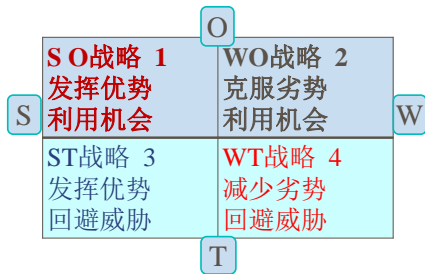 O
S O战略 1
发挥优势
利用机会
WO战略 2
克服劣势
利用机会
S
W
ST战略 3
发挥优势
回避威胁
WT战略 4
减少劣势
回避威胁
T